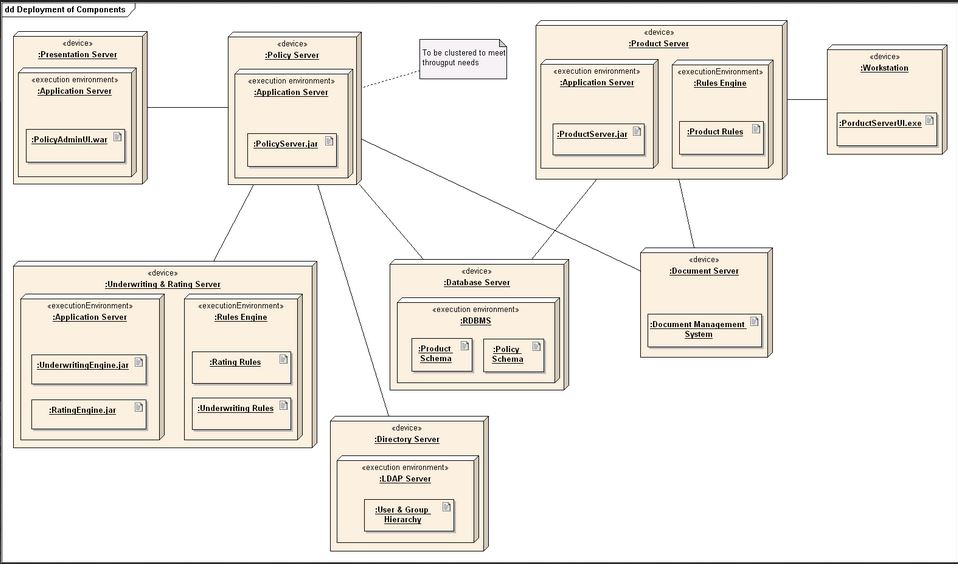 dd Deployment of Components
«device»
:Presentation Server
«execution environment»
:Application Server
:PolicyAdminUI.war
«device»
:Policy Server
«execution environment»
:Application Server
:PolicyServer.jar
To be clustered to meet
througput needs
«device»
:Product Server
«execution environment»
:Application Server
:ProductServer.jar
«executionEnvironment»
:Rules Engine
:Product Rules
«device»
:Workstation
:PorductServerUI.exe
«device»
:Underwriting & Rating Server
«executionEnvironment»
:Application Server
:UnderwritingEngine.jar
:RatingEngine.jar
«executionEnvironment»
:Rules Engine
:Rating Rules
:Underwriting Rules
«device»
:Database Server
«execution environment»
:RDBMS
:Product
Schema
:Policy
Schema
«device»
:Document Server
:Document Management
System
«device»
:Directory Server
«execution environment»
:LDAP Server
:User & Group
Hierarchy